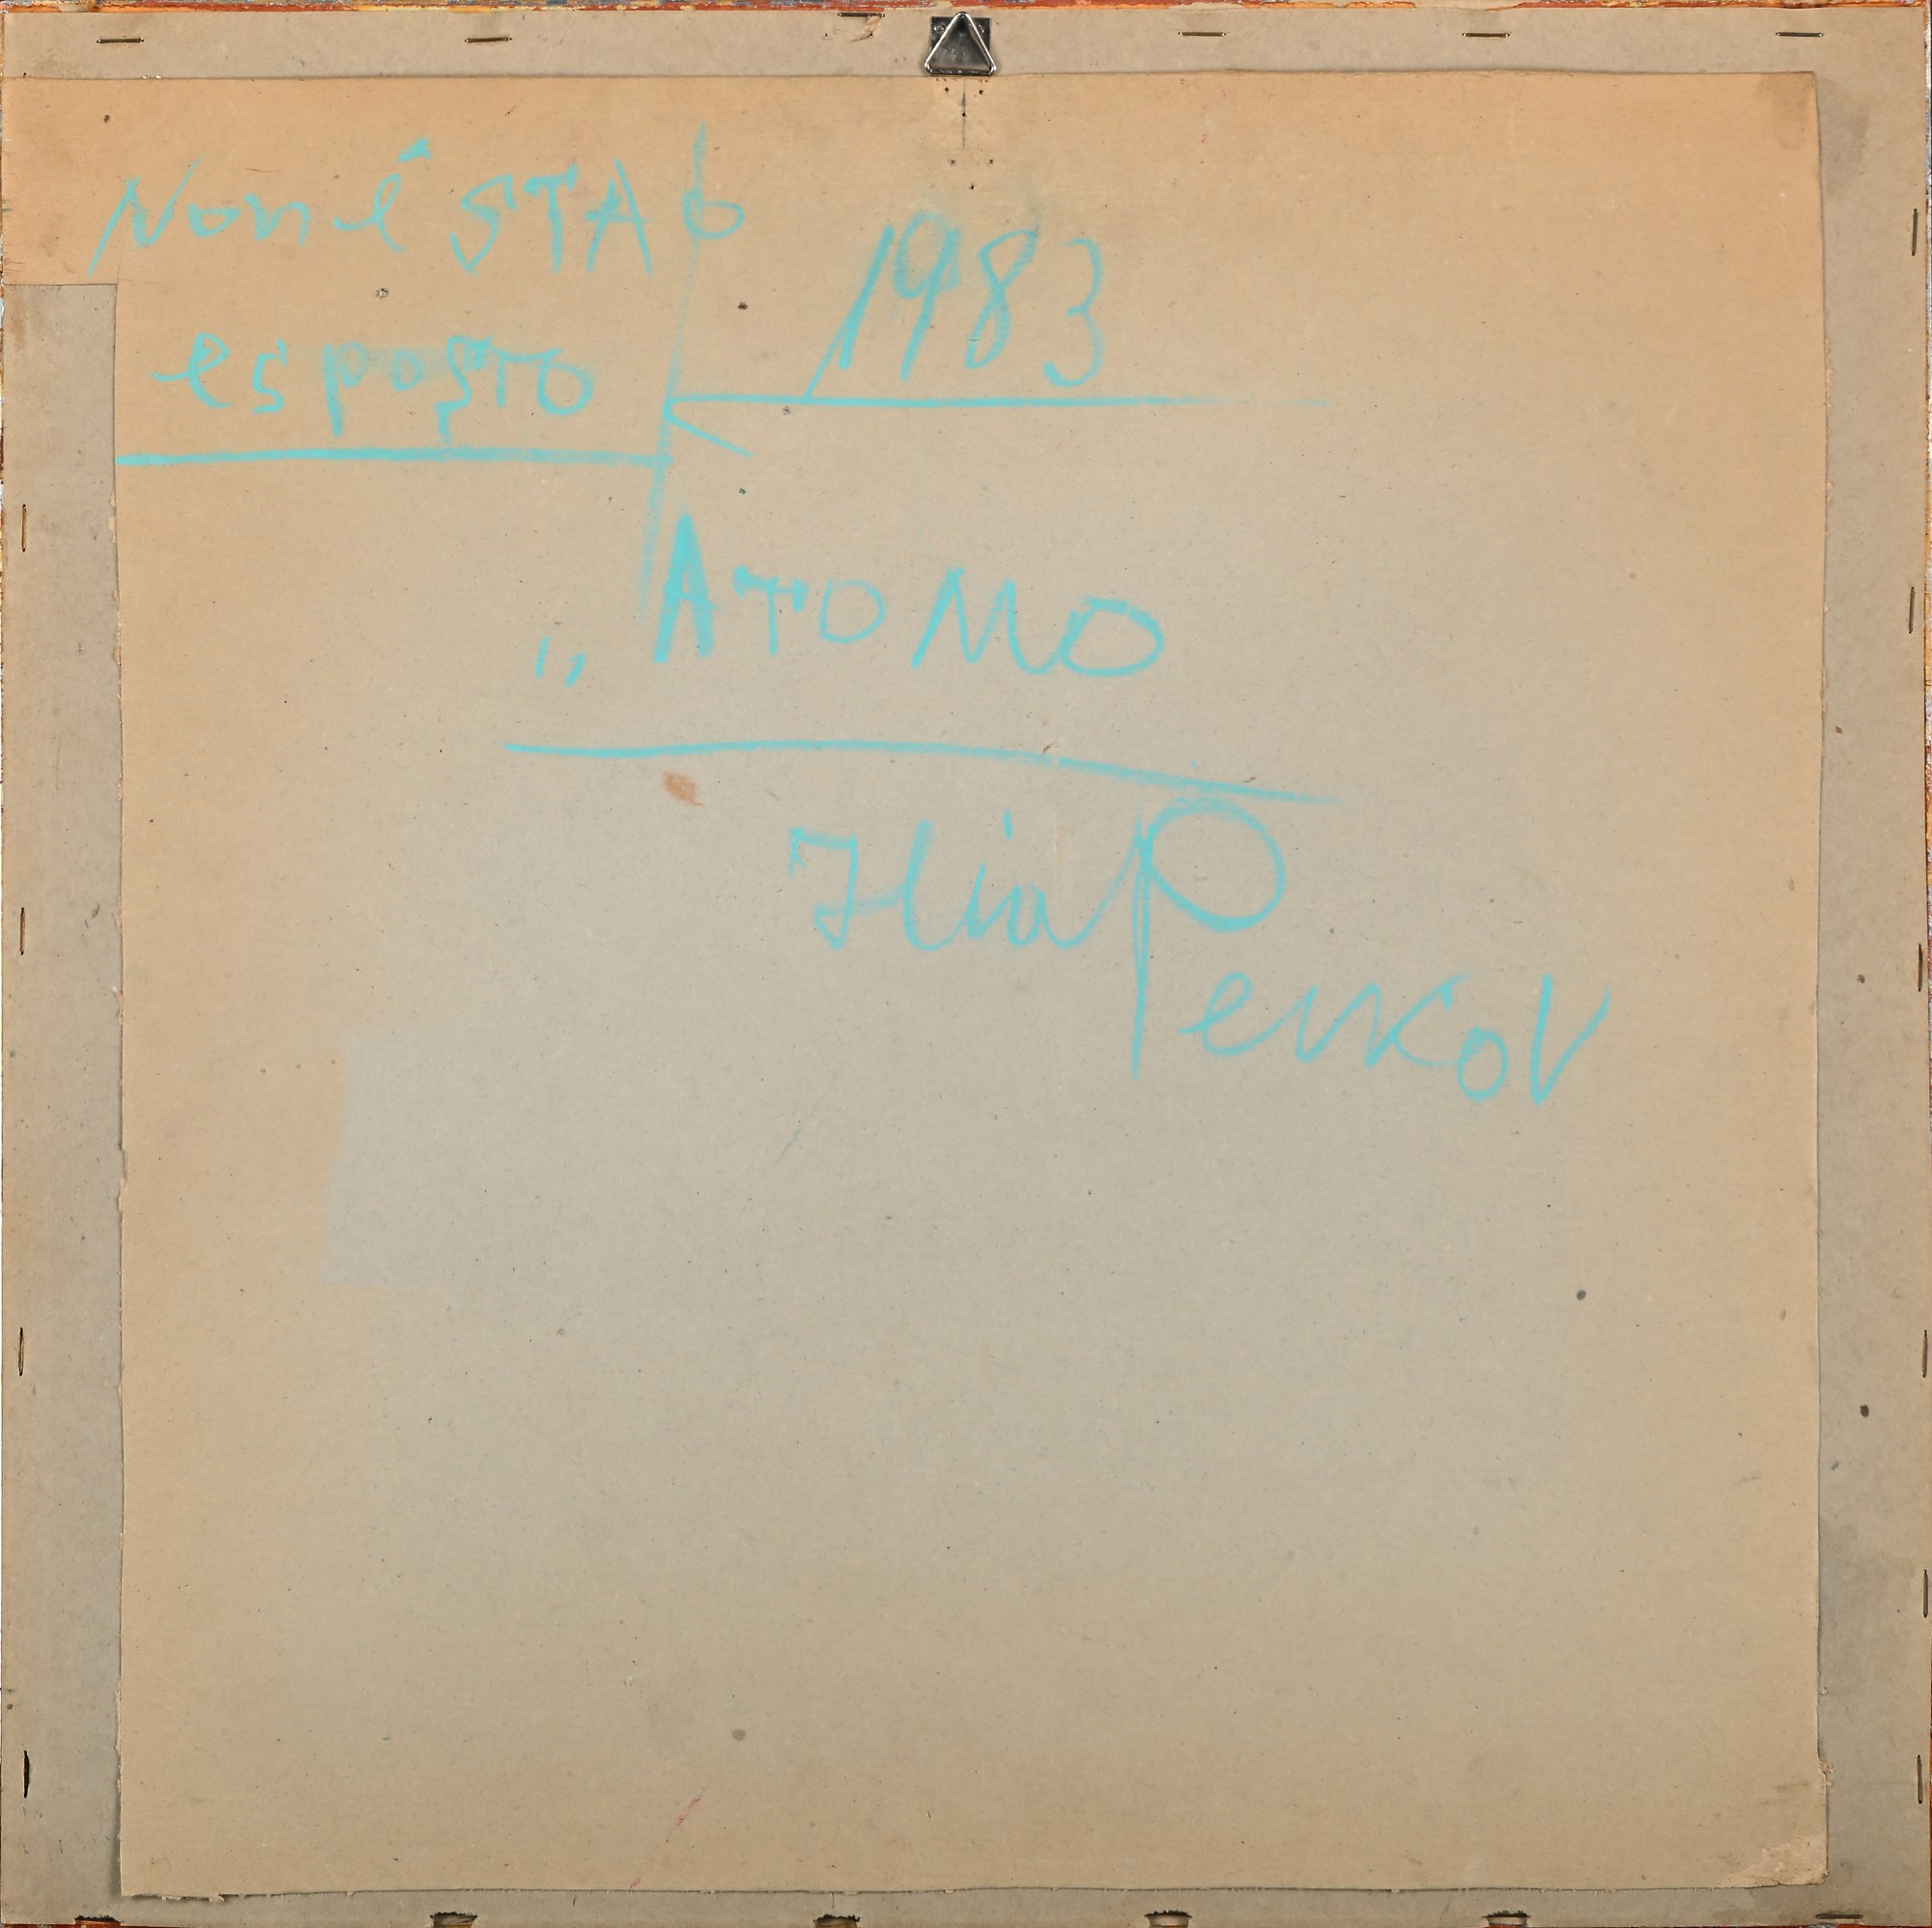 Non é STATO
esposto
1983
„ATOMO
Ilia Peikov